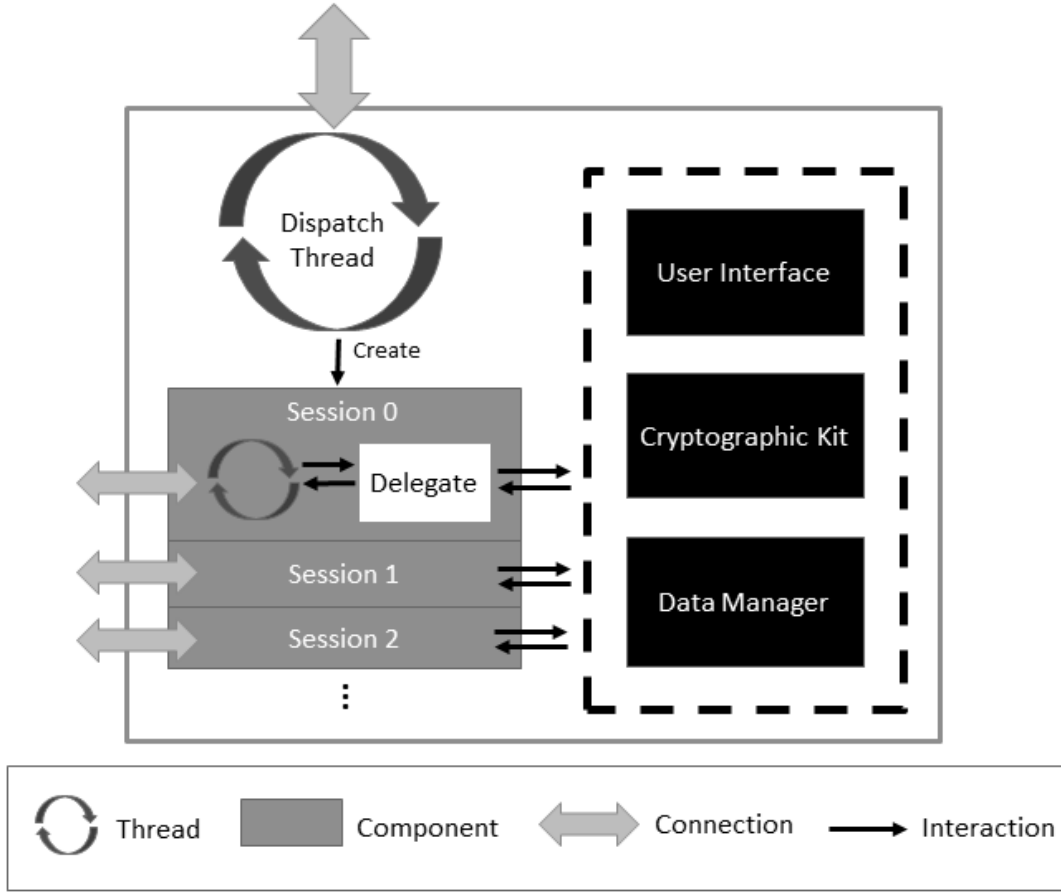 Dispatch
Thread
Create
Session 0
Delegate
Session 1
Session 2
User Interface
Cryptographic Kit
Data Manager
Thread
Component
Connection
Interaction